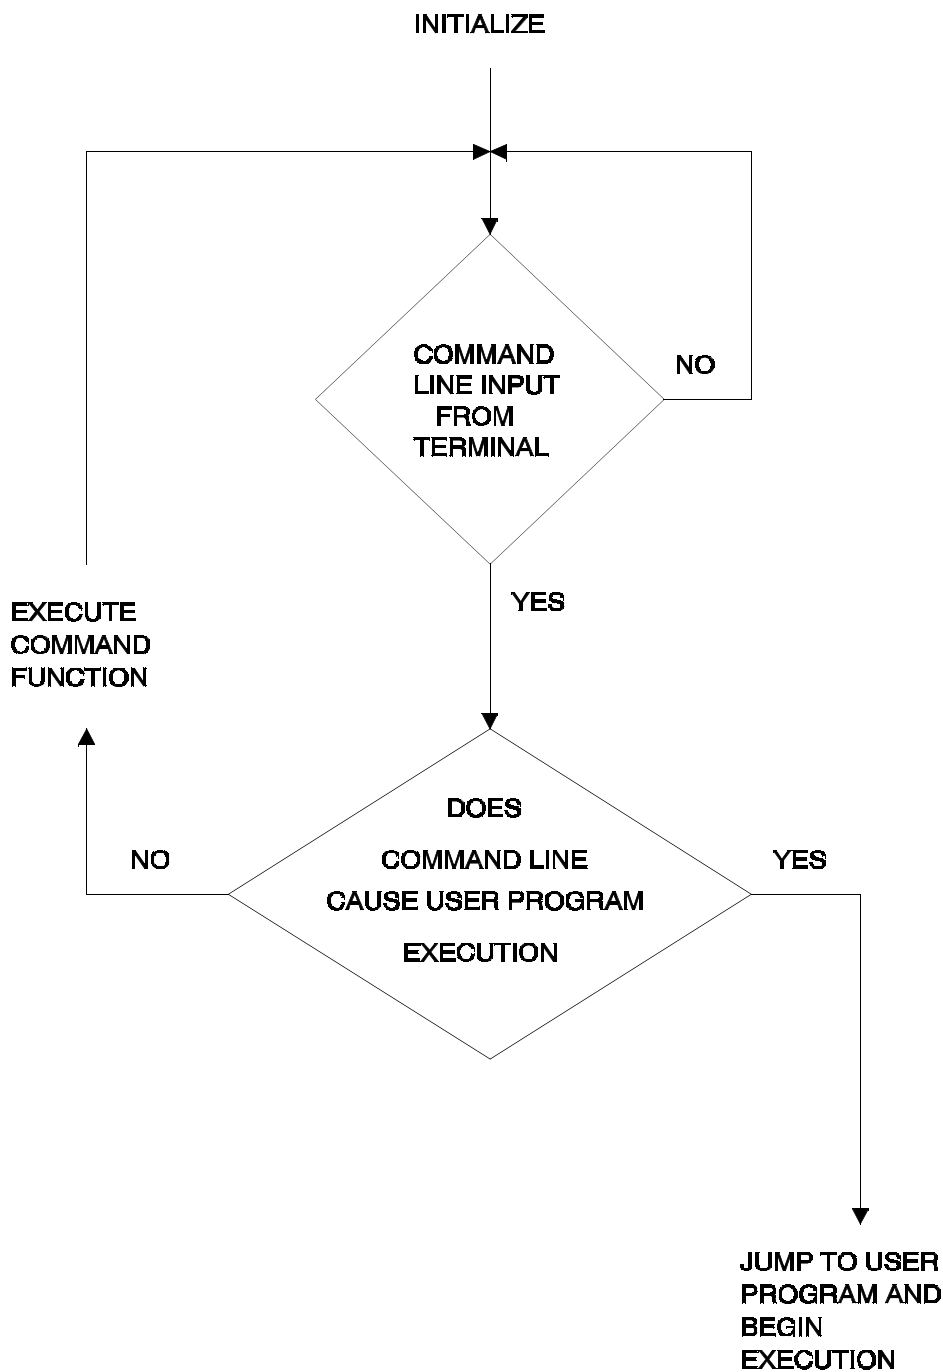 INITIALIZE
COMMAND
LINE INPUT
FROM
TERMINAL
NO
YES
EXECUTE
COMMAND
FUNCTION
DOES
COMMAND LINE
CAUSE USER PROGRAM
EXECUTION
NO
YES
JUMP TO USER
PROGRAM AND
BEGIN
EXECUTION